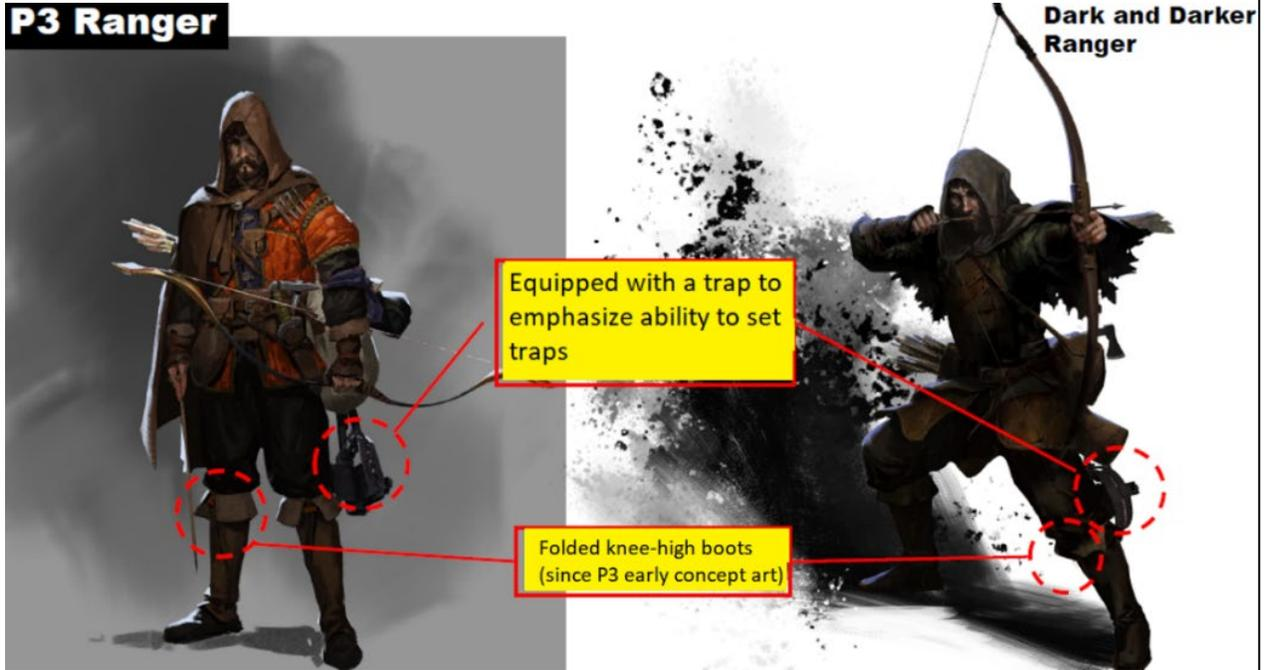 P3 Ranger
Dark and Darker
Ranger
Equipped with a trap to
emphasize ability to set
traps
Folded knee-high boots
(since P3 early concept art)